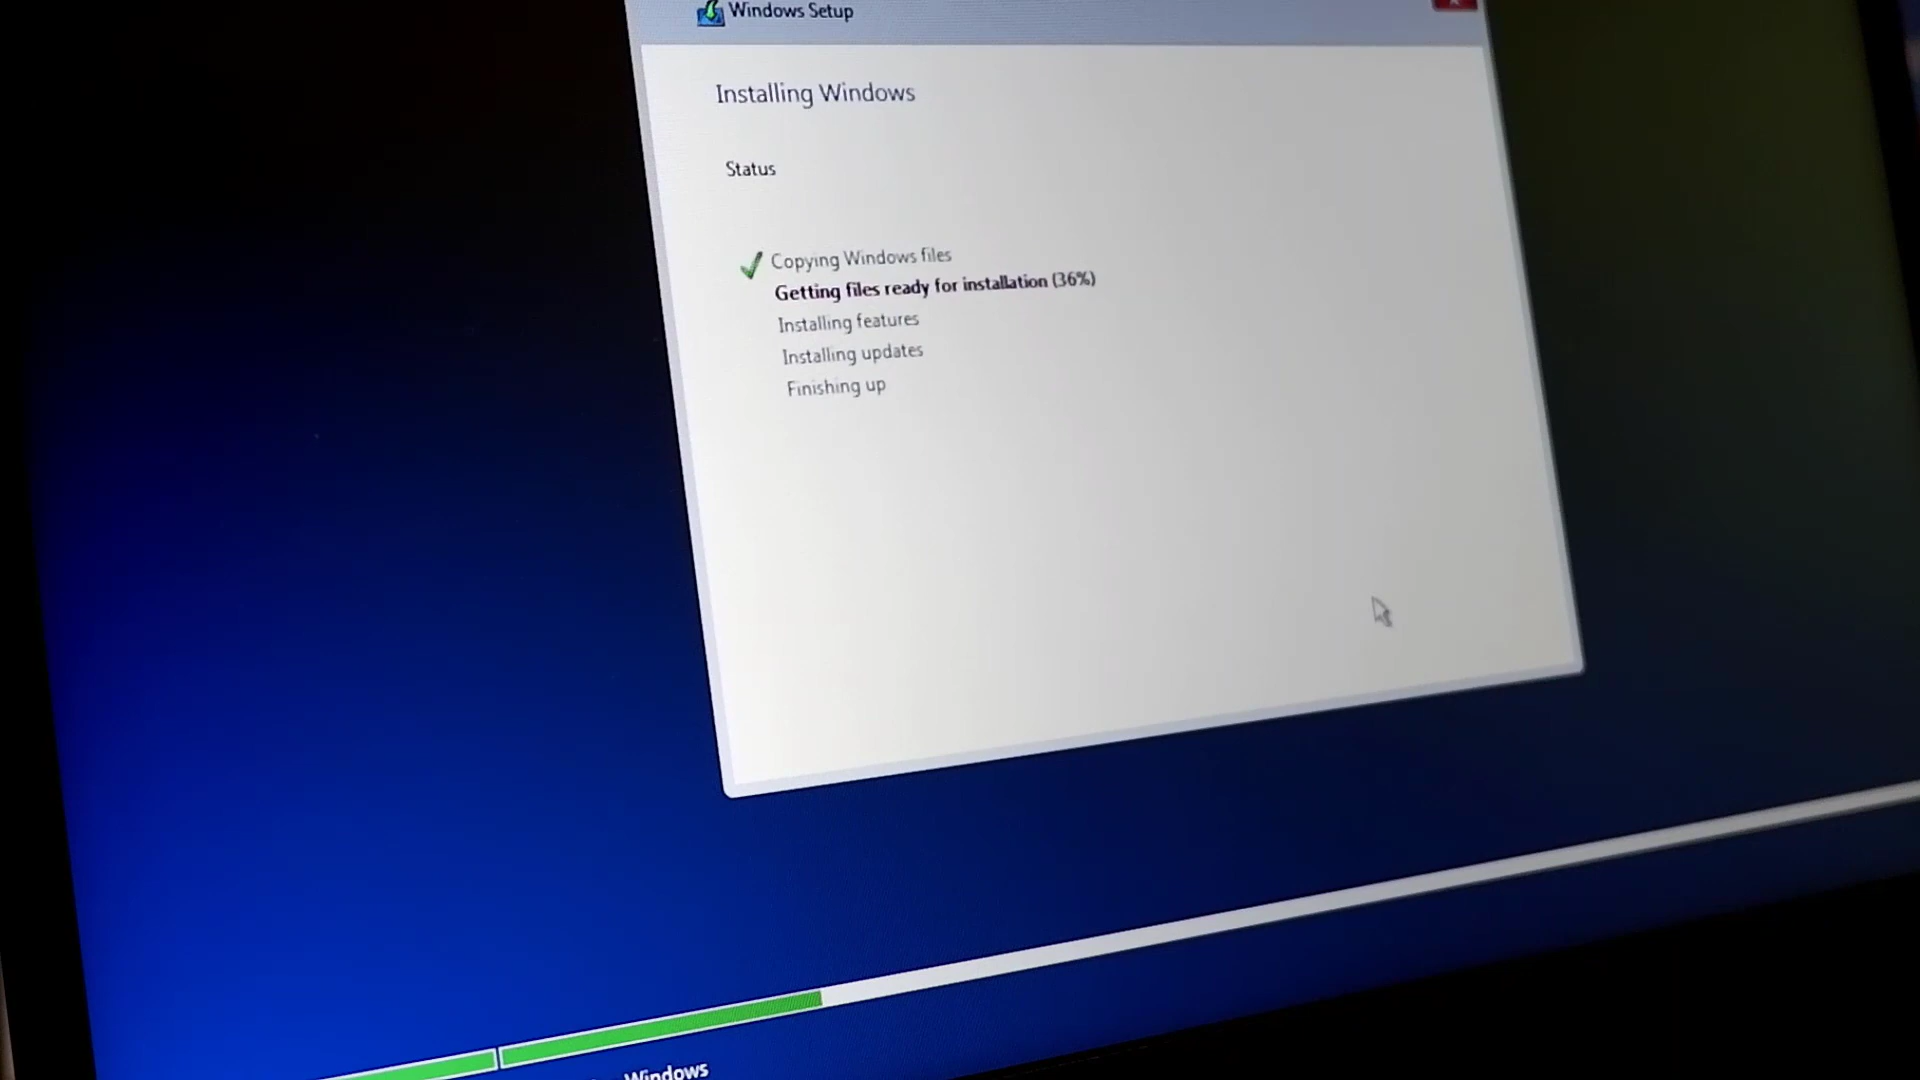 Windows Setup
Installing Windows
Status
Copying Windows files
Getting files ready for installation (36%)
Installing features
Installing updates
Finishing up
Windows